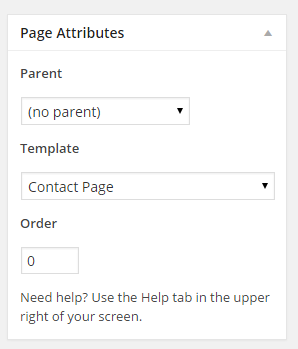 Page Attributes
Parent
(no parent)
Template
Contact Page
Order
0
Need help? Use the Help tab in the upper
right of your screen.